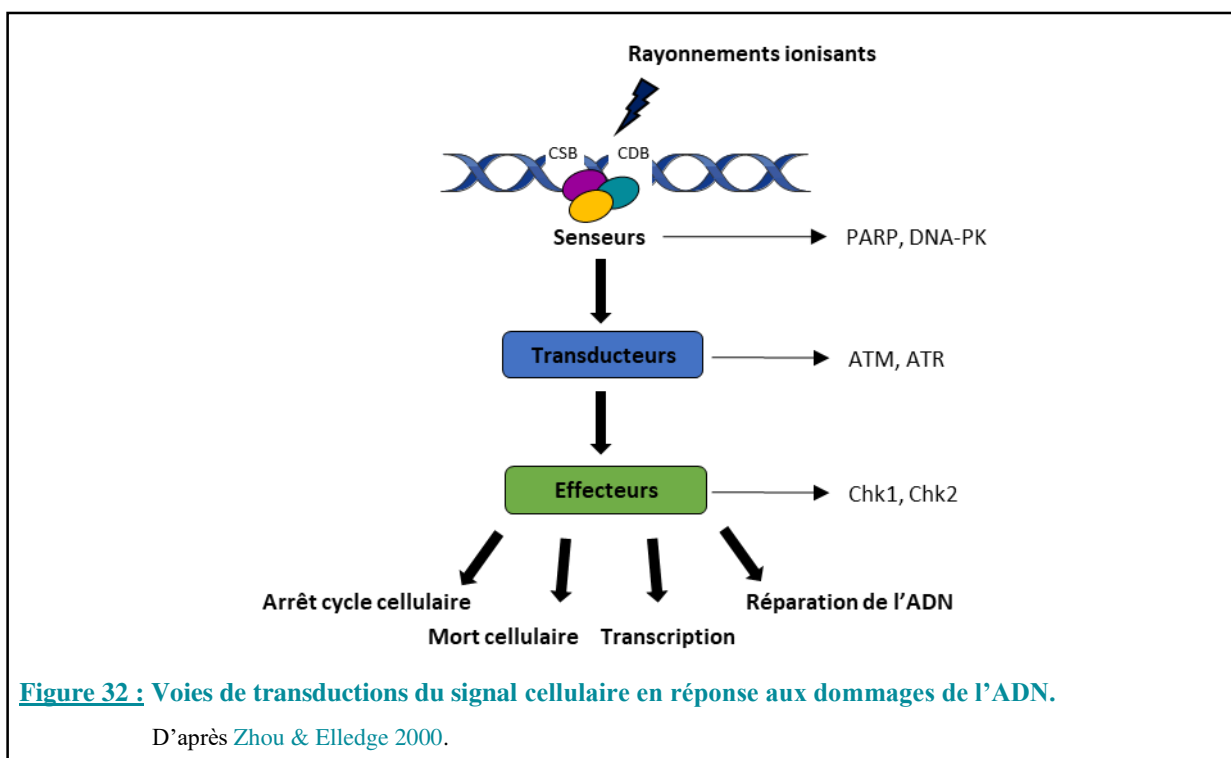 Rayonnements ionisants
CSB CDB
Senseurs PARP, DNA-PK
Transducteurs ATM, ATR
Effecteurs Chk1, Chk2
Arrêt cycle cellulaire Réparation de l'ADN
Mort cellulaire Transcription
Figure 32 : Voies de transductions du signal cellulaire en réponse aux dommages de l'ADN.
D'après Zhou & Elledge 2000.